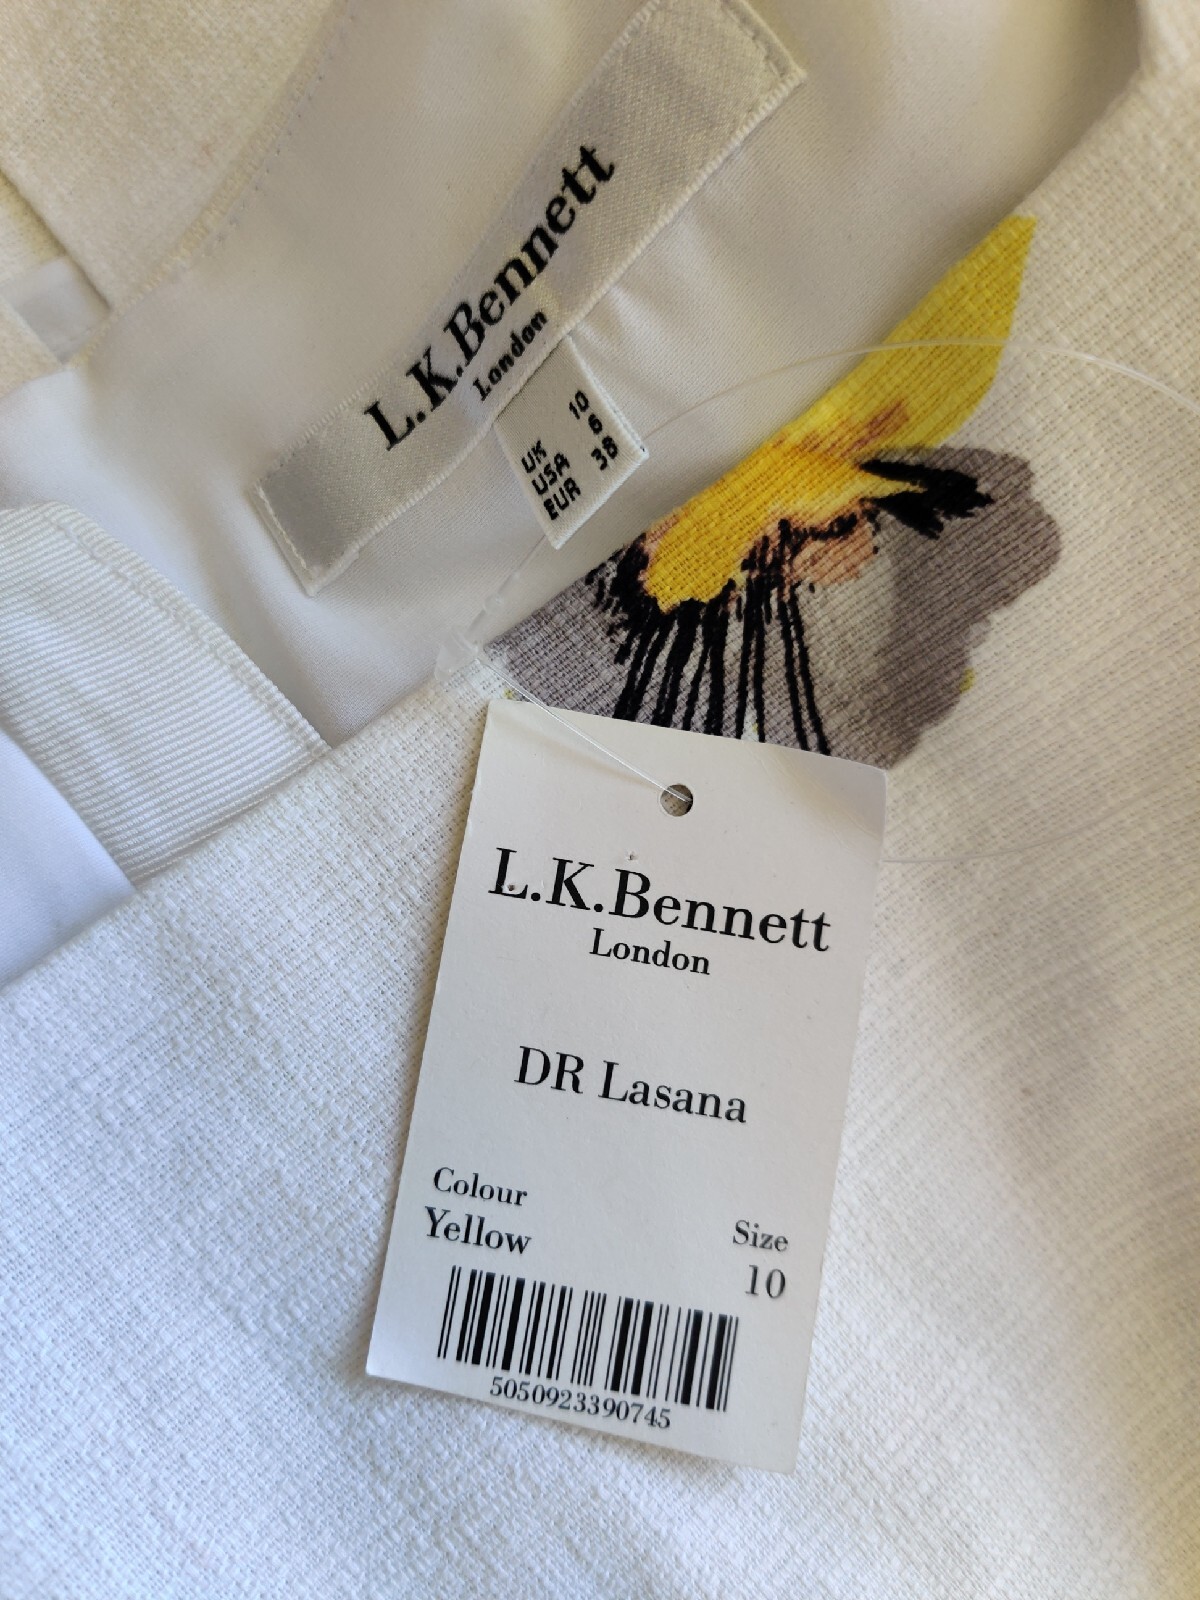 L.K.Bennett
London
UK 10
USA 6
EUR 38
L.K.Bennett
London
DR Lasana
Colour
Yellow
Size
10
5050923390745